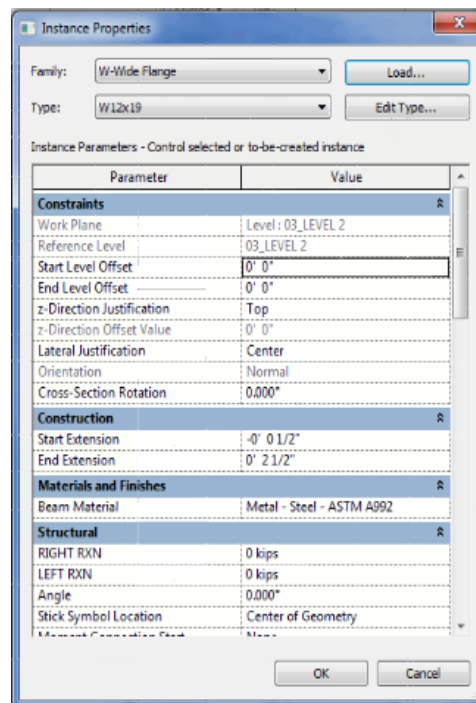 Instance Properties
Family: W-Wide Flange Load...
Type: W12x19 Edit Type...
Instance Parameters - Control selected or to-be-created instance
Parameter Value
Constraints
Work Plane Level : 03_LEVEL 2
Reference Level 03_LEVEL 2
Start Level Offset 0' 0"
End Level Offset 0' 0"
z-Direction Justification Top
z-Direction Offset Value 0' 0"
Lateral Justification Center
Orientation Normal
Cross-Section Rotation 0.000°
Construction
Start Extension -0' 0 1/2"
End Extension 0' 2 1/2"
Materials and Finishes
Beam Material Metal - Steel - ASTM A992
Structural
RIGHT RXN 0 kips
LEFT RXN 0 kips
Angle 0.000°
Stick Symbol Location Center of Geometry
Moment Connection Start None
OK Cancel